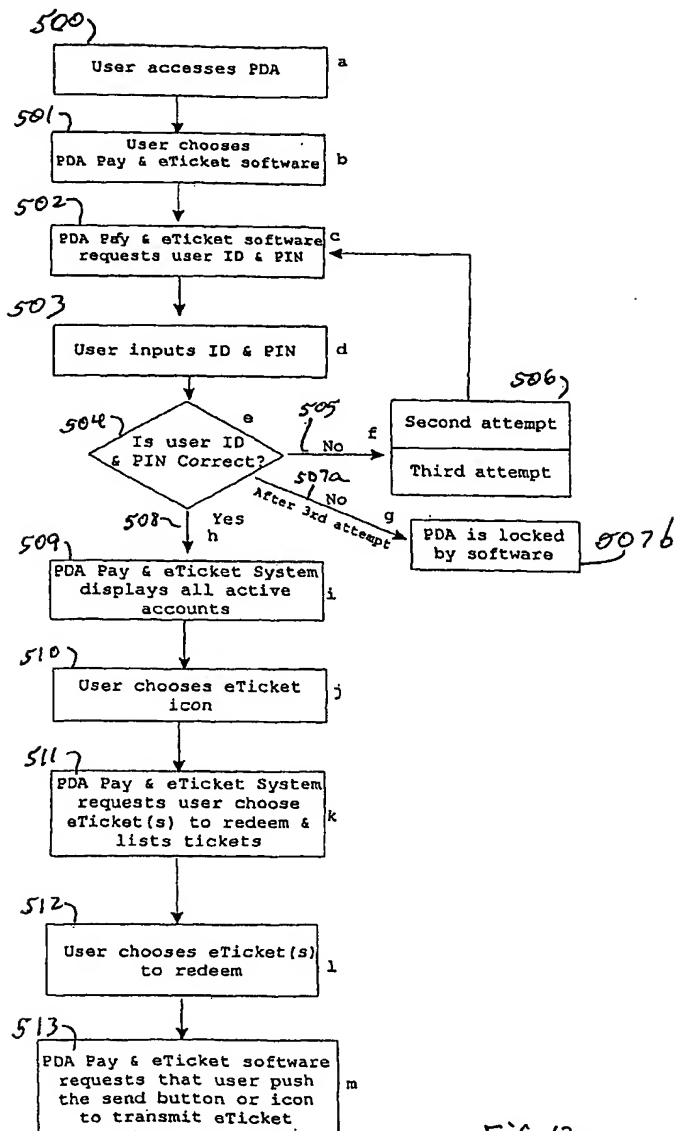 500
User accesses PDA
a
501
User chooses
PDA Pay & eTicket software
b
502
PDA Pay & eTicket software
requests user ID & PIN
c
503
User inputs ID & PIN
d
504
e
Is user ID
& PIN Correct?
505
No
f
506
Second attempt
Third attempt
507a
No
After 3rd attempt
g
PDA is locked
by software
507b
508
Yes
h
509
PDA Pay & eTicket System
displays all active
accounts
i
510
User chooses eTicket
icon
j
511
PDA Pay & eTicket System
requests user choose
eTicket(s) to redeem &
lists tickets
k
512
User chooses eTicket(s)
to redeem
l
513
PDA Pay & eTicket software
requests that user push
the send button or icon
to transmit eTicket
m